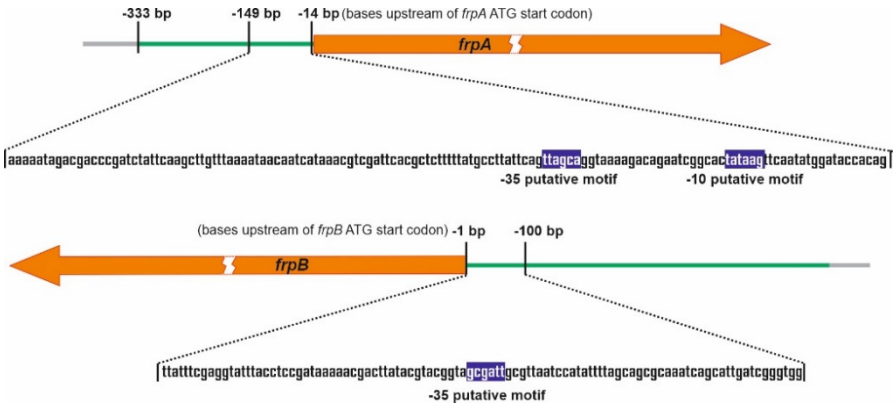 -333 bp -149 bp -14 bp (bases upstream of frpA ATG start codon)
frpA
aaaaatagacgacccgatctattcaagcttgtttaaaataacaatcataaacgtcgattcacgctctttttatgccttattcagttagcaggtaaaagacagaatcggcactataagttcaatatggataccacag
-35 putative motif -10 putative motif
(bases upstream of frpB ATG start codon) -1 bp -100 bp
frpB
ttatttcgaggtatttacctccgataaaaacgacttatacgtacggtagcgattgcgttaatccatattttagcagcgcaaatcagcattgatcgggtgg
-35 putative motif